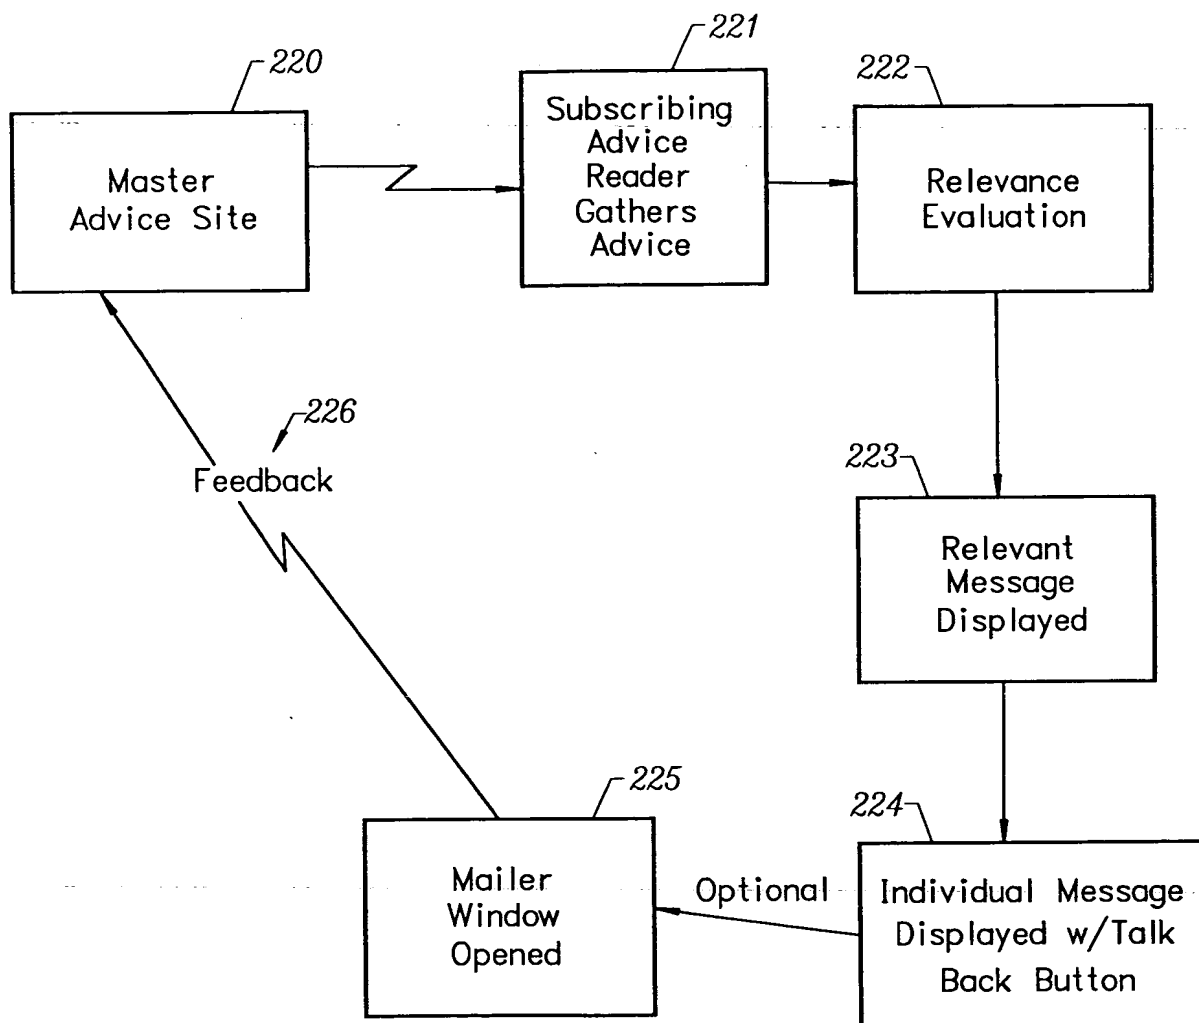 220
Master
Advice Site
221
Subscribing
Advice
Reader
Gathers
Advice
222
Relevance
Evaluation
226
Feedback
223
Relevant
Message
Displayed
224
Individual Message
Displayed w/Talk
Back Button
Optional
225
Mailer
Window
Opened